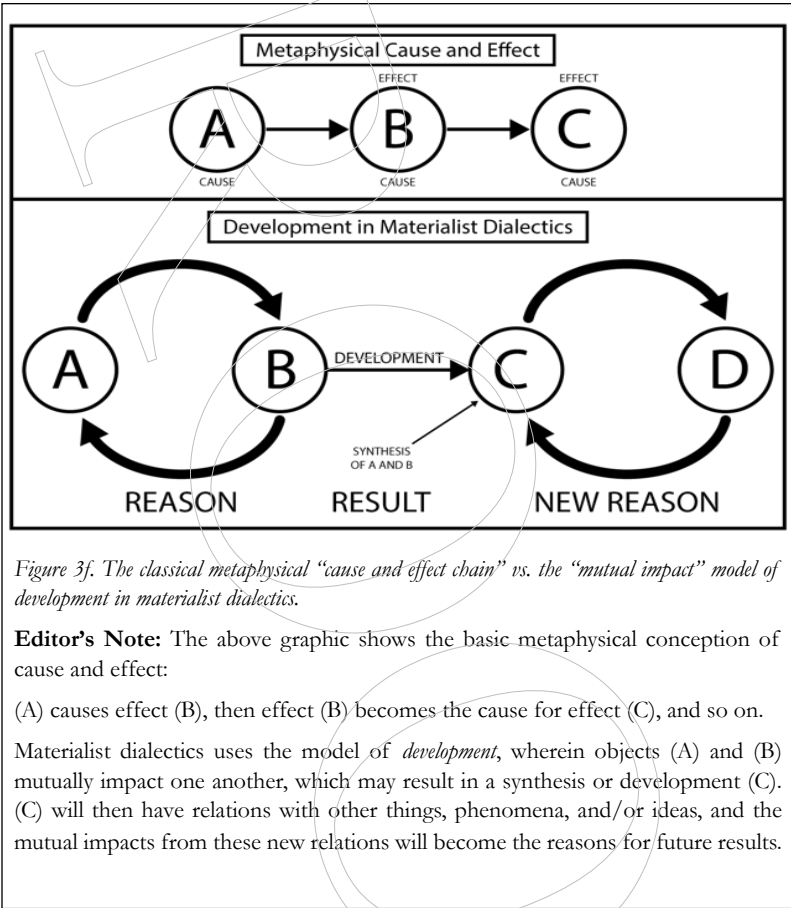 Metaphysical Cause and Effect
EFFECT EFFECT
A B C
CAUSE CAUSE CAUSE
Development in Materialist Dialectics
A B DEVELOPMENT C D
SYNTHESIS
OF A AND B
REASON RESULT NEW REASON
Figure 3f. The classical metaphysical “cause and effect chain” vs. the “mutual impact” model of
development in materialist dialectics.
Editor’s Note: The above graphic shows the basic metaphysical conception of
cause and effect:
(A) causes effect (B), then effect (B) becomes the cause for effect (C), and so on.
Materialist dialectics uses the model of development, wherein objects (A) and (B)
mutually impact one another, which may result in a synthesis or development (C).
(C) will then have relations with other things, phenomena, and/or ideas, and the
mutual impacts from these new relations will become the reasons for future results.